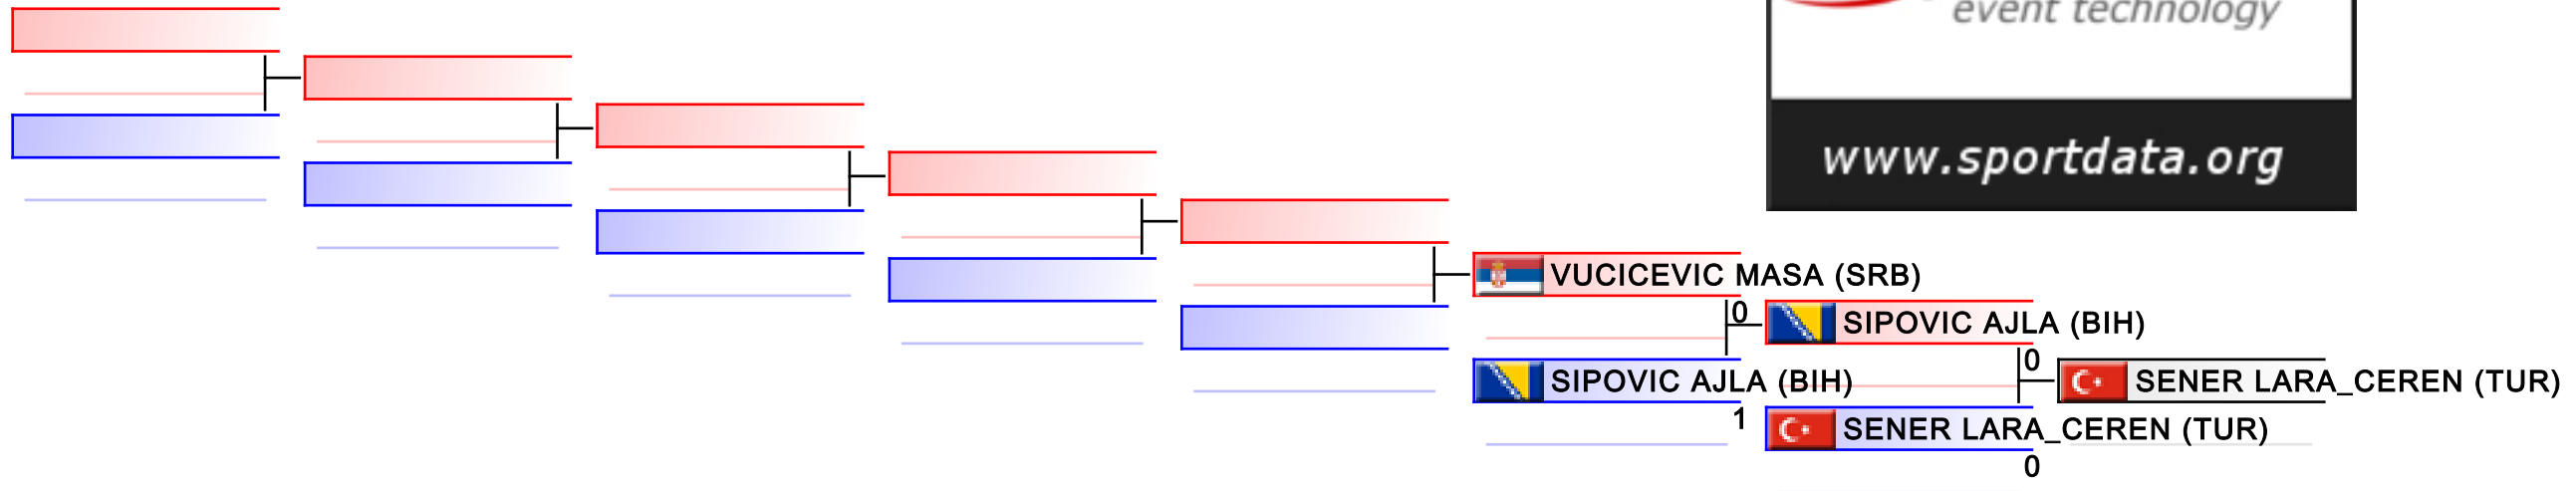 event technology
www.sportdata.org
VUCICEVIC MASA (SRB)
0
SIPOVIC AJLA (BIH)
SIPOVIC AJLA (BIH)
1
0
SENER LARA_CEREN (TUR)
SENER LARA_CEREN (TUR)
0